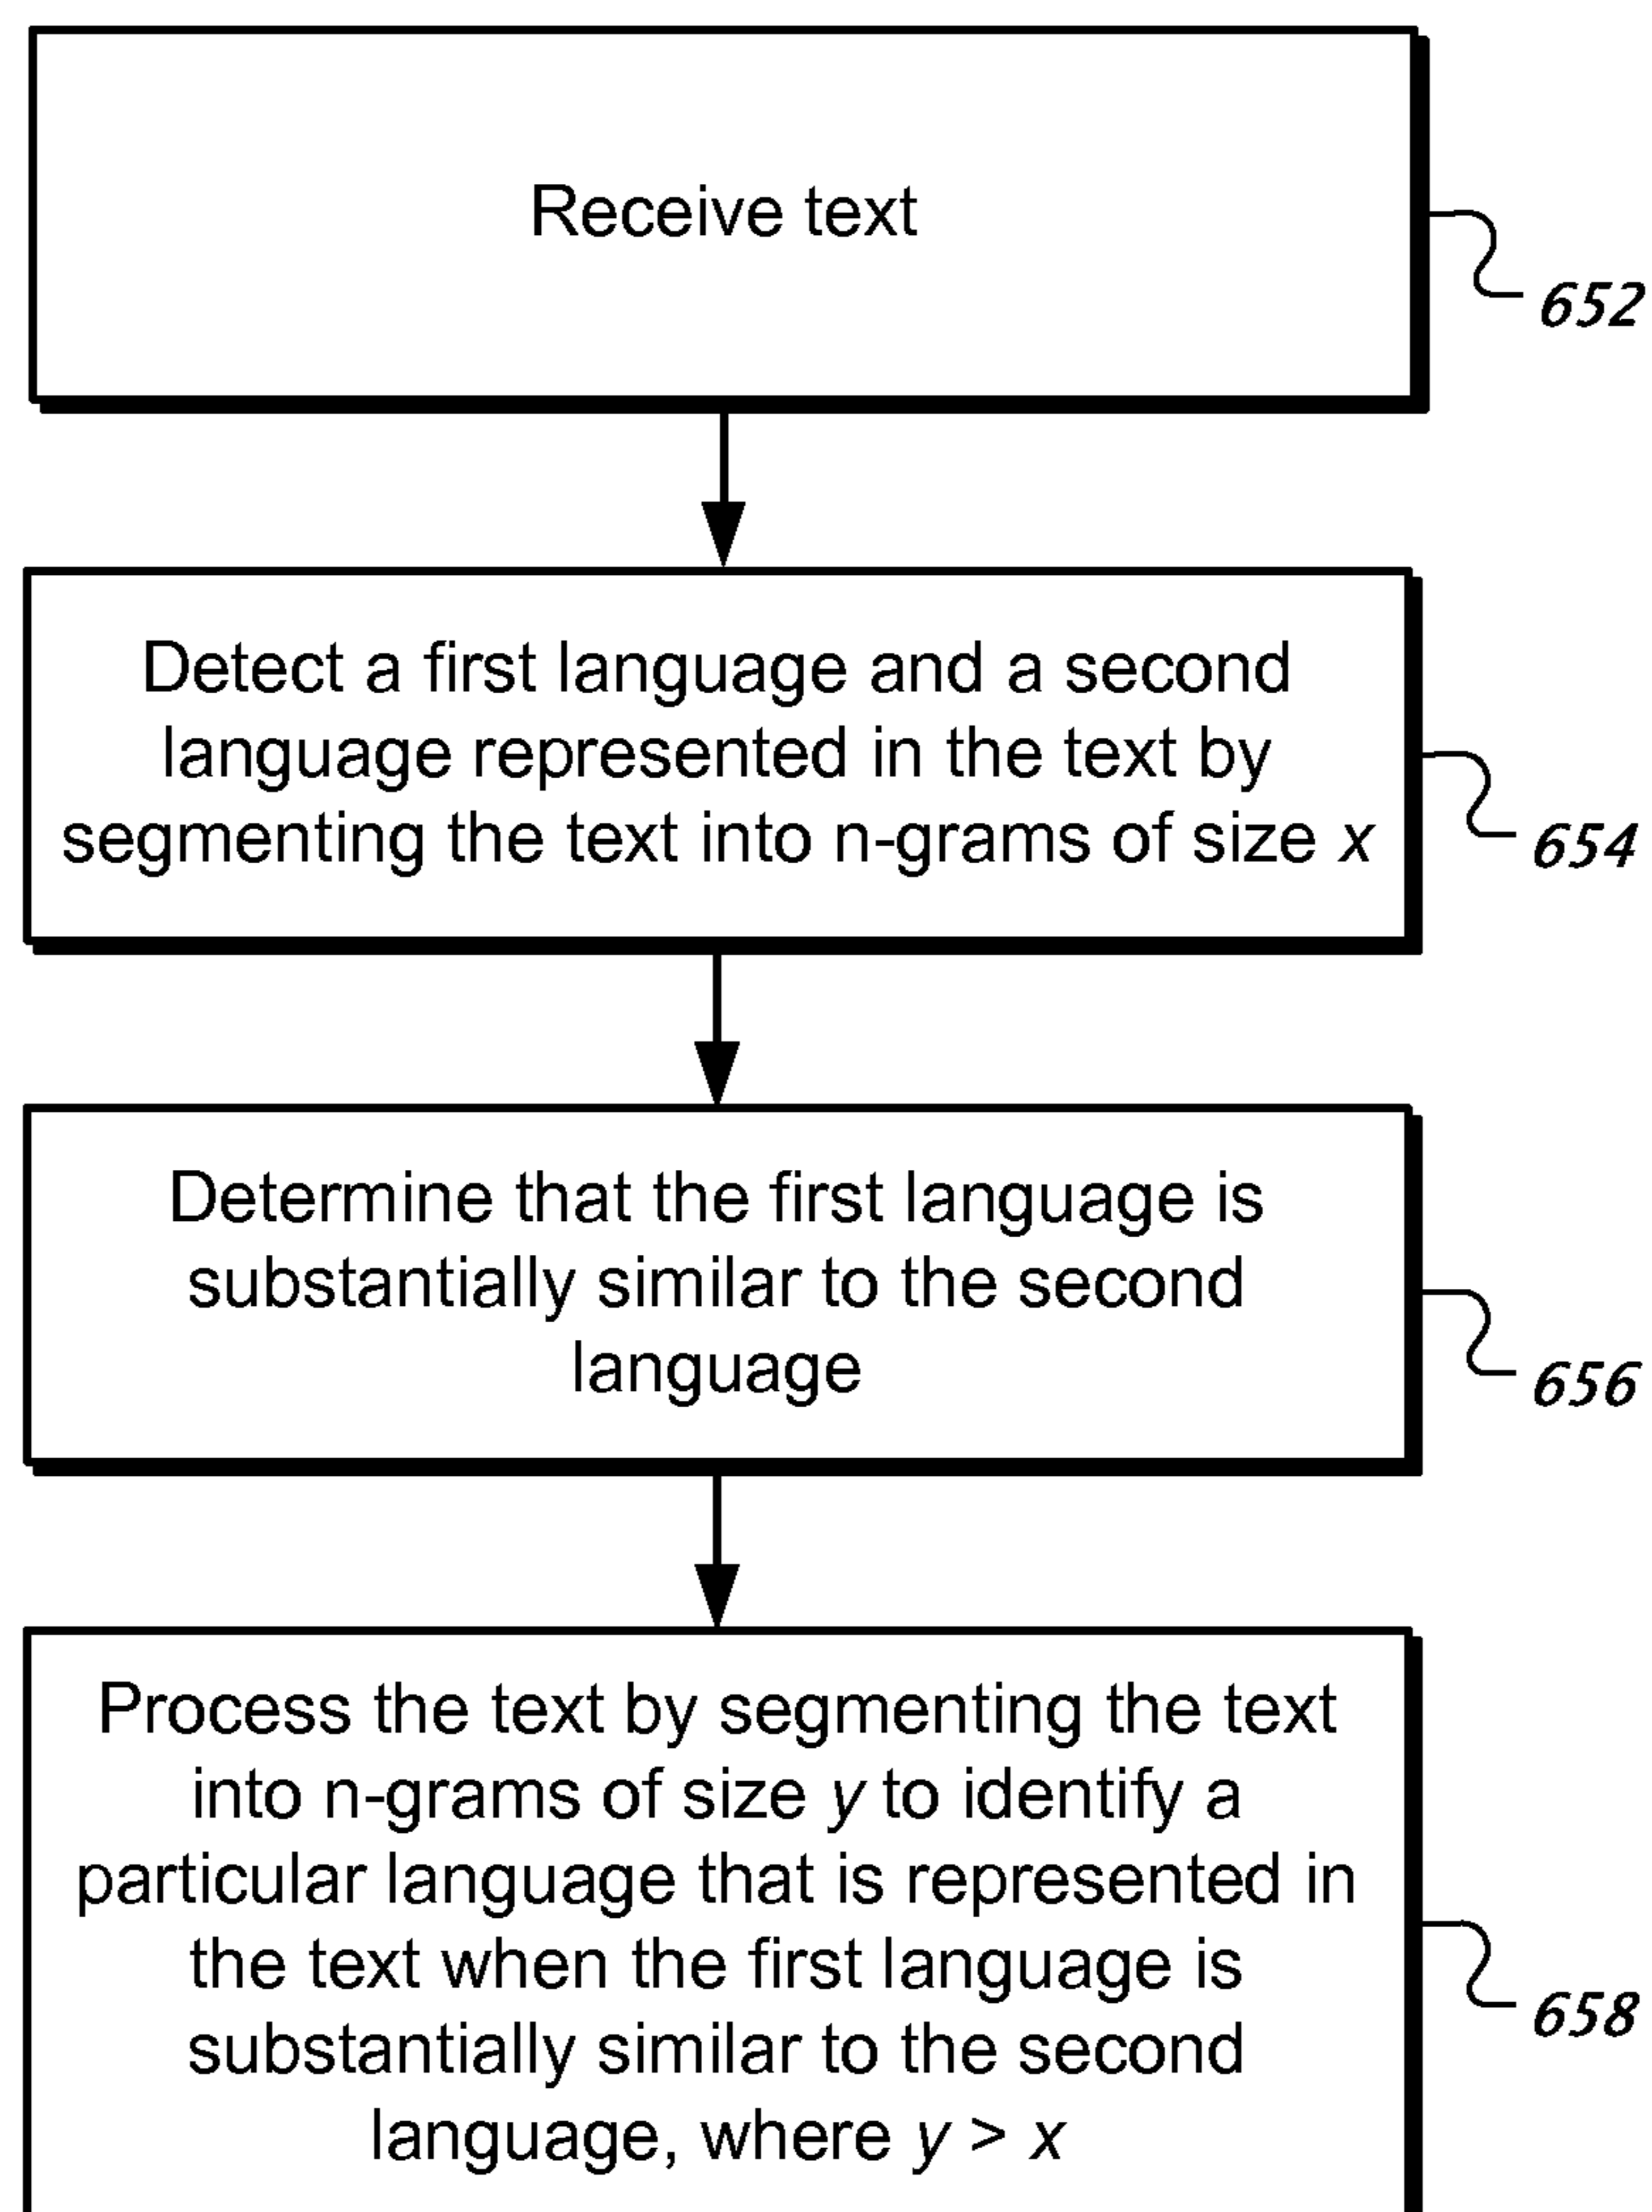 Receive text
652
Detect a first language and a second
language represented in the text by
segmenting the text into n-grams of size x
654
Determine that the first language is
substantially similar to the second
language
656
Process the text by segmenting the text
into n-grams of size y to identify a
particular language that is represented in
the text when the first language is
substantially similar to the second
language, where y > x
658